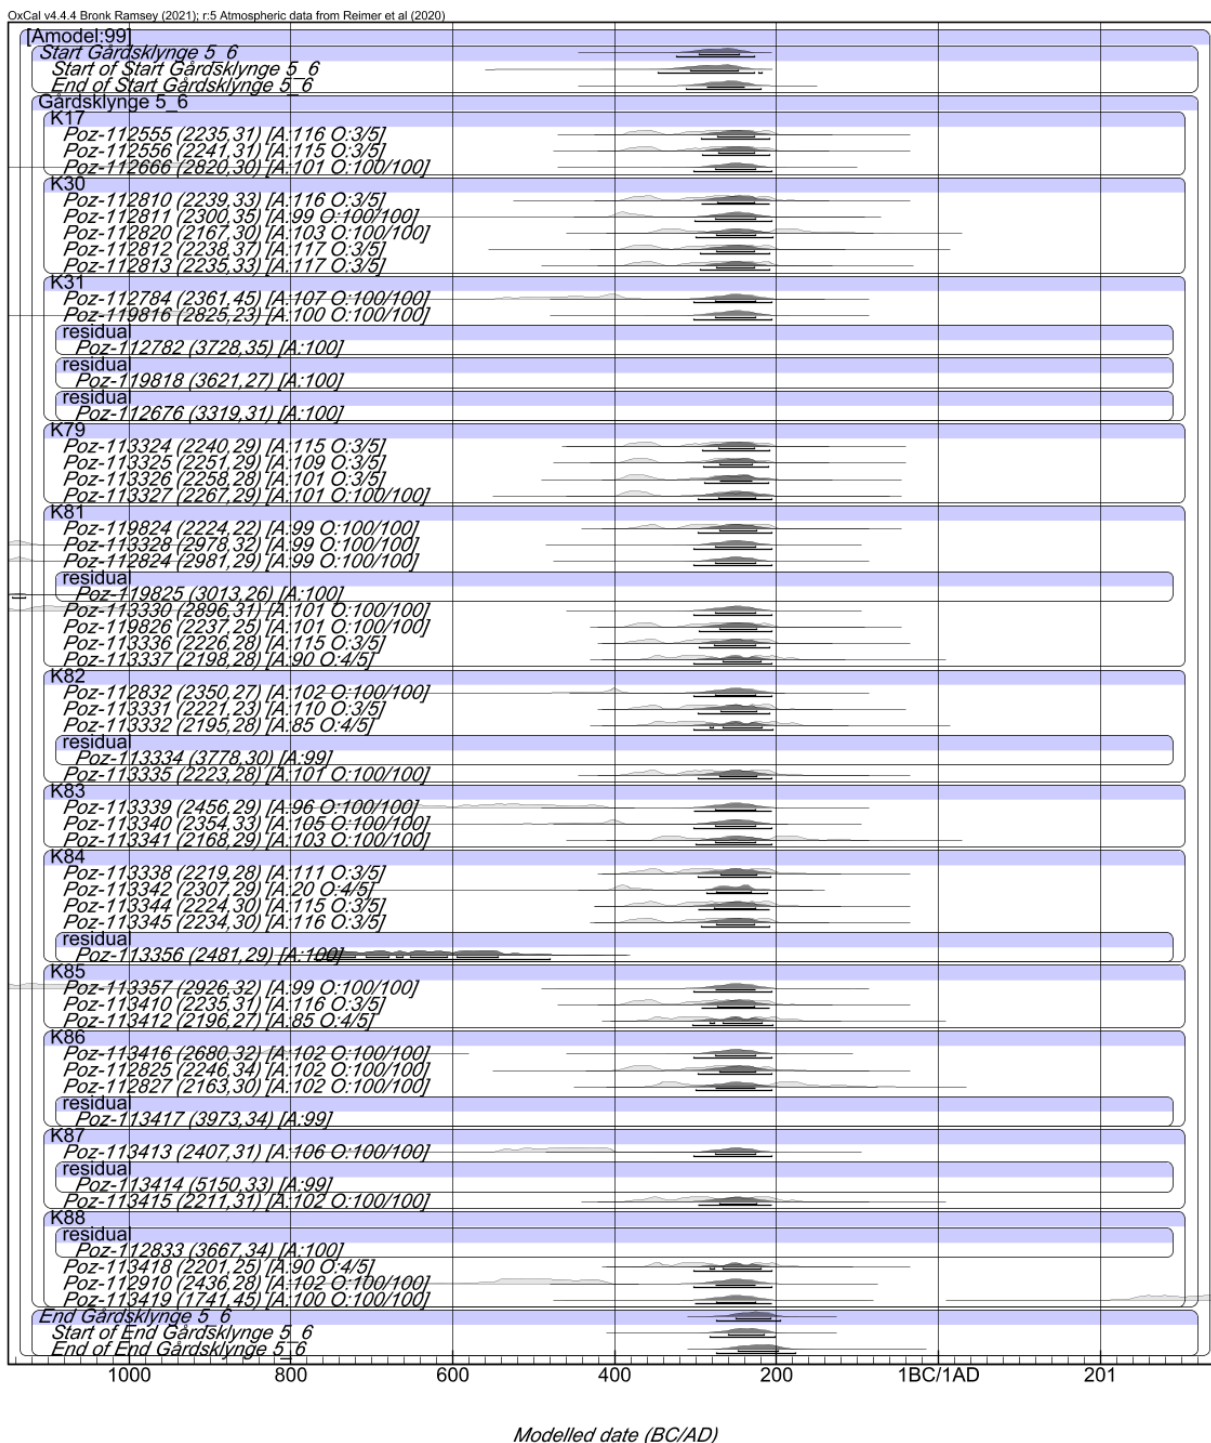 OxCal v4.4.4 Bronk Ramsey (2021); r:5 Atmospheric data from Reimer et al (2020)
[Amodel:99]
Start Gårdsklynge 5_6
Start of Start Gårdsklynge 5_6
End of Start Gårdsklynge 5_6
Gårdsklynge 5_6
K17
Poz-112555 (2235,31) [A:116 O:3/5]
Poz-112556 (2241,31) [A:115 O:3/5]
Poz-112666 (2820,30) [A:101 O:100/100]
K30
Poz-112810 (2239,33) [A:116 O:3/5]
Poz-112811 (2300,35) [A:99 O:100/100]
Poz-112820 (2167,30) [A:103 O:100/100]
Poz-112812 (2238,37) [A:117 O:3/5]
Poz-112813 (2235,33) [A:117 O:3/5]
K31
Poz-112784 (2361,45) [A:107 O:100/100]
Poz-119816 (2825,23) [A:100 O:100/100]
residual
Poz-112782 (3728,35) [A:100]
residual
Poz-119818 (3621,27) [A:100]
residual
Poz-112676 (3319,31) [A:100]
K79
Poz-113324 (2240,29) [A:115 O:3/5]
Poz-113325 (2251,29) [A:109 O:3/5]
Poz-113326 (2258,28) [A:101 O:3/5]
Poz-113327 (2267,29) [A:101 O:100/100]
K81
Poz-119824 (2224,22) [A:99 O:100/100]
Poz-113328 (2978,32) [A:99 O:100/100]
Poz-112824 (2981,29) [A:99 O:100/100]
residual
Poz-119825 (3013,26) [A:100]
Poz-113330 (2896,31) [A:101 O:100/100]
Poz-119826 (2237,25) [A:101 O:100/100]
Poz-113336 (2226,28) [A:115 O:3/5]
Poz-113337 (2198,28) [A:90 O:4/5]
K82
Poz-112832 (2350,27) [A:102 O:100/100]
Poz-113331 (2221,23) [A:110 O:3/5]
Poz-113332 (2195,28) [A:85 O:4/5]
residual
Poz-113334 (3778,30) [A:99]
Poz-113335 (2223,28) [A:101 O:100/100]
K83
Poz-113339 (2456,29) [A:96 O:100/100]
Poz-113340 (2354,33) [A:105 O:100/100]
Poz-113341 (2168,29) [A:103 O:100/100]
K84
Poz-113338 (2219,28) [A:111 O:3/5]
Poz-113342 (2307,29) [A:20 O:4/5]
Poz-113344 (2224,30) [A:115 O:3/5]
Poz-113345 (2234,30) [A:116 O:3/5]
residual
Poz-113356 (2481,29) [A:100]
K85
Poz-113357 (2926,32) [A:99 O:100/100]
Poz-113410 (2235,31) [A:116 O:3/5]
Poz-113412 (2196,27) [A:85 O:4/5]
K86
Poz-113416 (2680,32) [A:102 O:100/100]
Poz-112825 (2246,34) [A:102 O:100/100]
Poz-112827 (2163,30) [A:102 O:100/100]
residual
Poz-113417 (3973,34) [A:99]
K87
Poz-113413 (2407,31) [A:106 O:100/100]
residual
Poz-113414 (5150,33) [A:99]
Poz-113415 (2211,31) [A:102 O:100/100]
K88
residual
Poz-112833 (3667,34) [A:100]
Poz-113418 (2201,25) [A:90 O:4/5]
Poz-112910 (2436,28) [A:102 O:100/100]
Poz-113419 (1741,45) [A:100 O:100/100]
End Gårdsklynge 5_6
Start of End Gårdsklynge 5_6
End of End Gårdsklynge 5_6
1000 800 600 400 200 1BC/1AD 201
Modelled date (BC/AD)